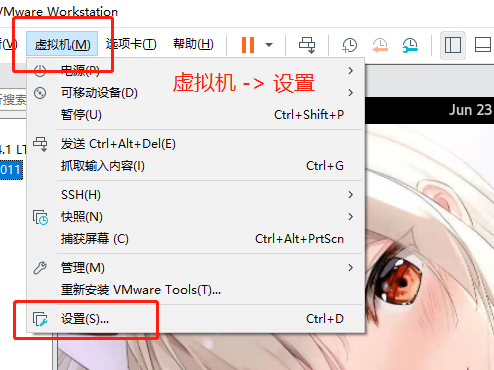 VMware Workstation
(V) 虚拟机(M) 选项卡(T) 帮助(H)
电源(P)
虚拟机 -> 设置
可移动设备(D)
暂停(U) Ctrl+Shift+P
Jun 23
发送 Ctrl+Alt+Del(E)
4.1 LT
抓取输入内容(I) Ctrl+G
011
SSH(H)
快照(N)
捕获屏幕 (C) Ctrl+Alt+PrtScn
管理(M)
重新安装 VMware Tools(T)...
设置(S)... Ctrl+D